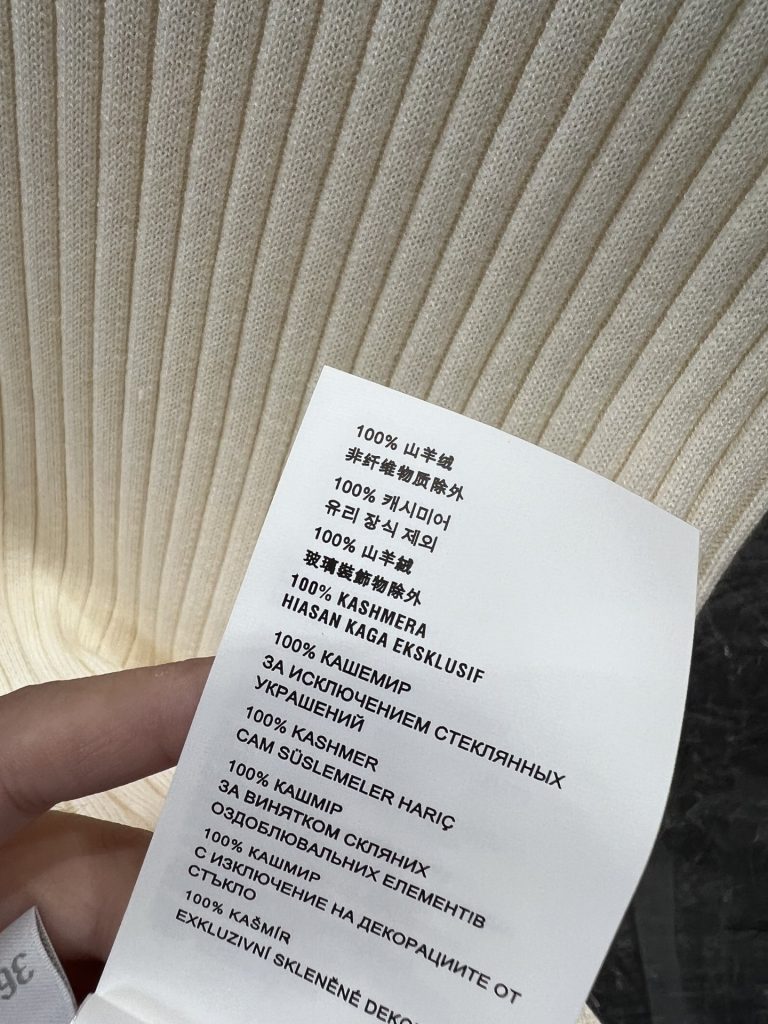 100% 山羊绒
非纤维物质除外
100% 캐시미어
유리 장식 제외
100% 山羊絨
玻璃裝飾物除外
100% KASHMERA
HIASAN KAGA EKSKLUSIF
100% КАШЕМИР
ЗА ИСКЛЮЧЕНИЕМ СТЕКЛЯННЫХ
УКРАШЕНИЙ
100% KASHMER
CAM SÜSLEMELER HARIÇ
100% КАШМІР
ЗА ВИНЯТКОМ СКЛЯНИХ
ОЗДОБЛЮВАЛЬНИХ ЕЛЕМЕНТІВ
100% КАШМИР
С ИЗКЛЮЧЕНИЕ НА ДЕКОРАЦИИТЕ ОТ
СТЪКЛО
100% KAŠMÍR
EXKLUZIVNÍ SKLENĚNÉ
36